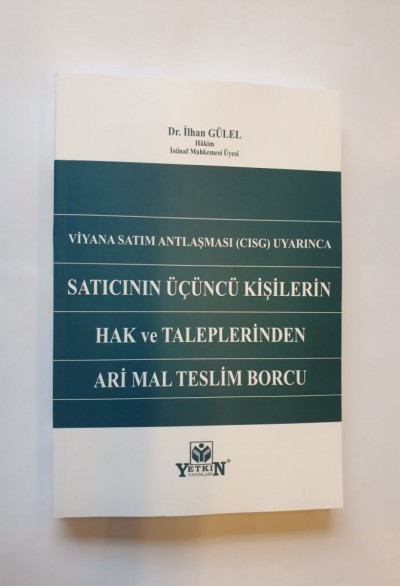 Dr. İlhan GÜLEL
Hâkim
İstinaf Mahkemesi Üyesi
VİYANA SATIM ANTLAŞMASI (CISG) UYARINCA
SATICININ ÜÇÜNCÜ KİŞİLERİN
HAK ve TALEPLERİNDEN
ARİ MAL TESLİM BORCU
YETKİN
YAYINLARI